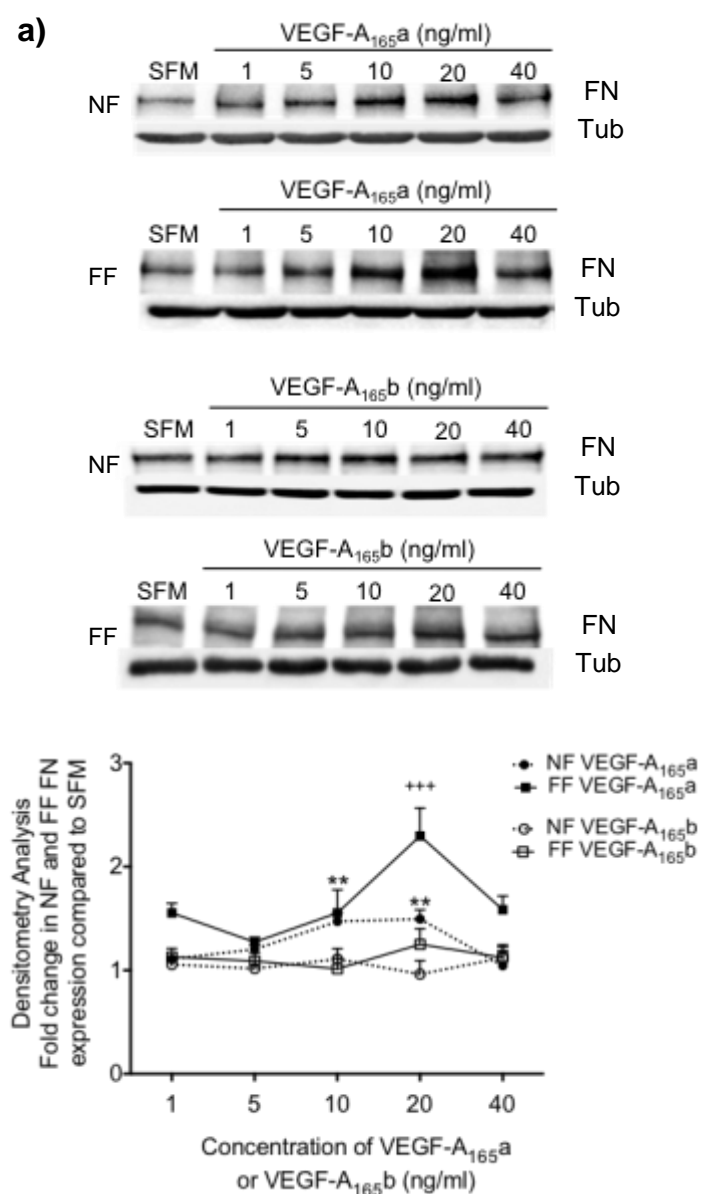 a)
VEGF-A₁₆₅a (ng/ml)
SFM 1 5 10 20 40
NF FN
Tub
VEGF-A₁₆₅a (ng/ml)
SFM 1 5 10 20 40
FF FN
Tub
VEGF-A₁₆₅b (ng/ml)
SFM 1 5 10 20 40
NF FN
Tub
VEGF-A₁₆₅b (ng/ml)
SFM 1 5 10 20 40
FF FN
Tub
Densitometry Analysis
Fold change in NF and FF FN
expression compared to SFM
3
2
1
0
+++
**
**
NF VEGF-A₁₆₅a
FF VEGF-A₁₆₅a
NF VEGF-A₁₆₅b
FF VEGF-A₁₆₅b
1 5 10 20 40
Concentration of VEGF-A₁₆₅a
or VEGF-A₁₆₅b (ng/ml)